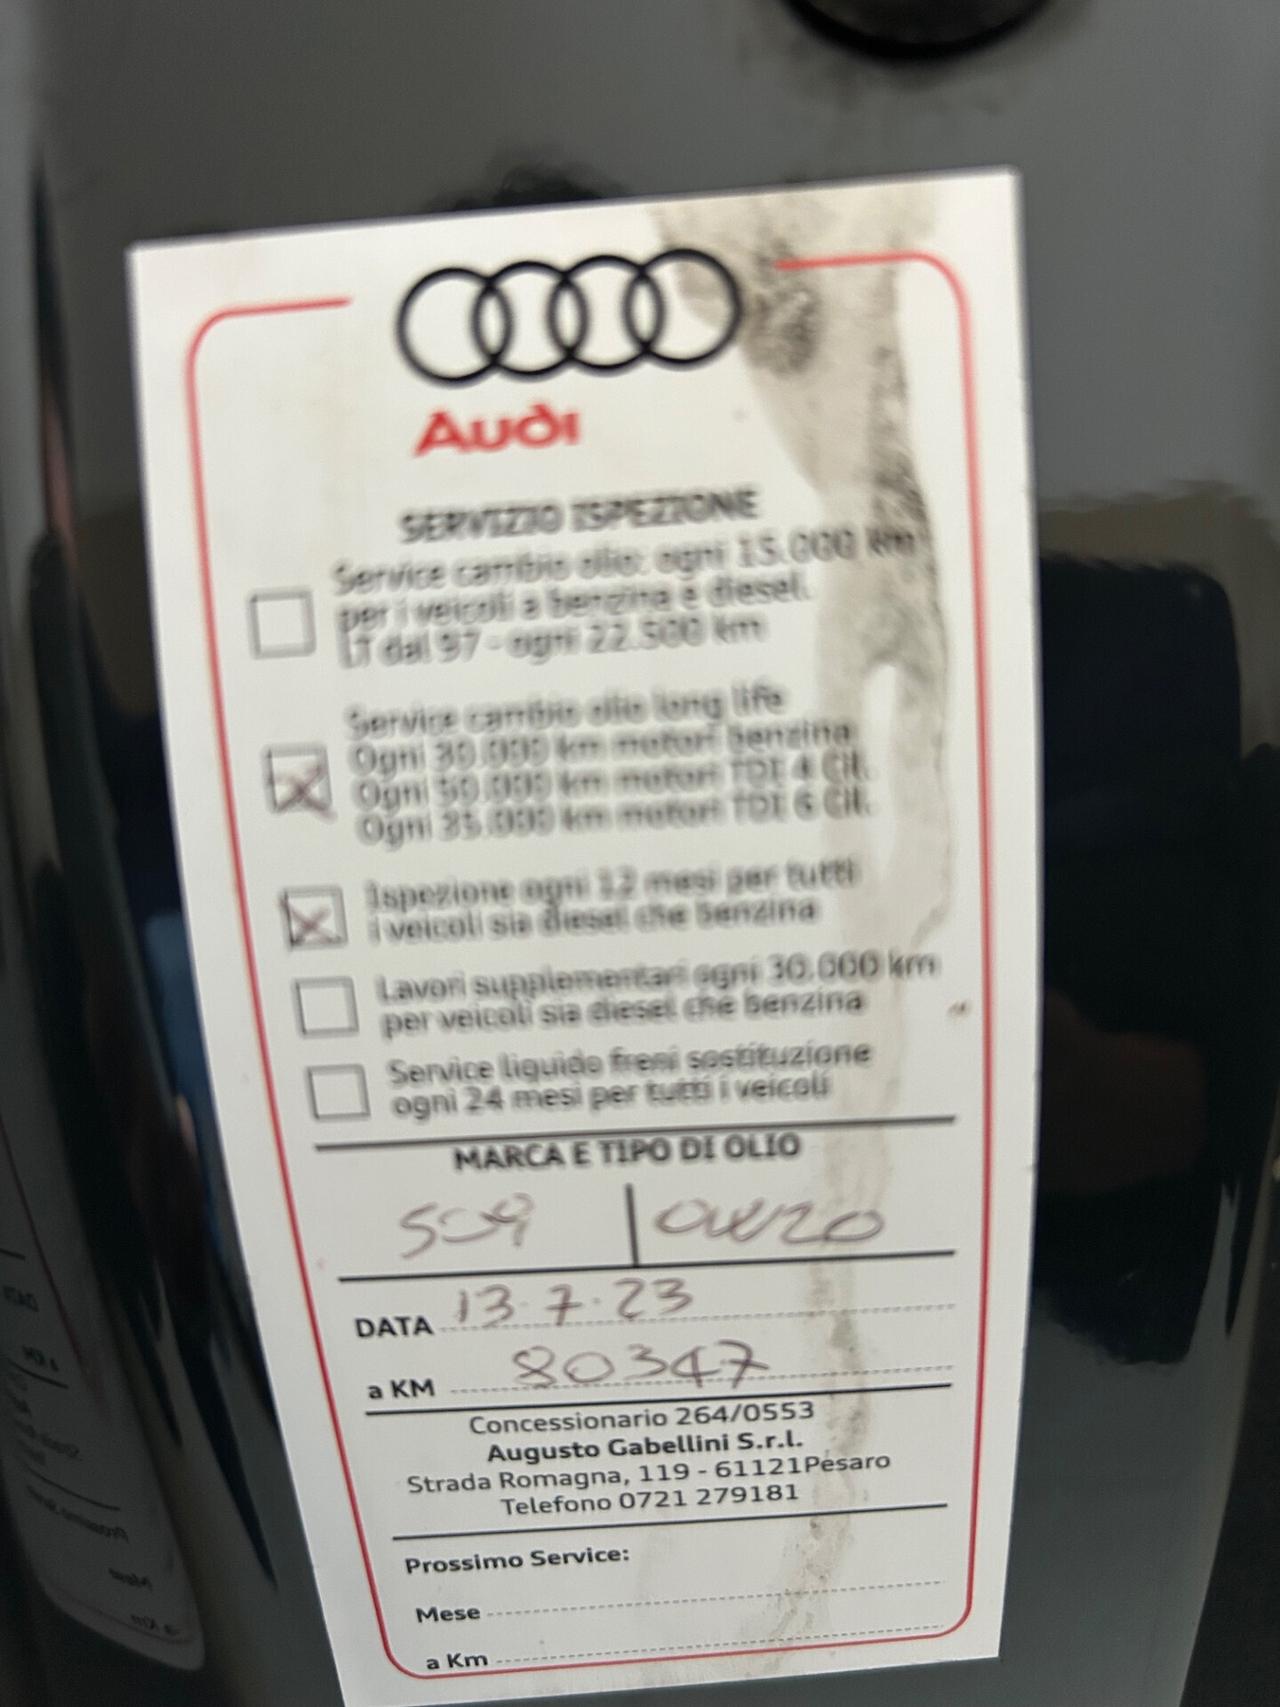 Audi
SERVIZIO ISPEZIONE
Service cambio olio: ogni 15.000 km
per i veicoli a benzina e diesel.
LT dal 97 - ogni 22.500 km
Service cambio olio long life
Ogni 30.000 km motori benzina
Ogni 50.000 km motori TDI 4 Cil.
Ogni 35.000 km motori TDI 6 Cil.
Ispezione ogni 12 mesi per tutti
i veicoli sia diesel che benzina
Lavori supplementari ogni 30.000 km
per veicoli sia diesel che benzina
Service liquido freni sostituzione
ogni 24 mesi per tutti i veicoli
MARCA E TIPO DI OLIO
509 | 0W20
DATA 13.7.23
a KM 80347
Concessionario 264/0553
Augusto Gabellini S.r.l.
Strada Romagna, 119 - 61121Pesaro
Telefono 0721 279181
Prossimo Service:
Mese
a Km